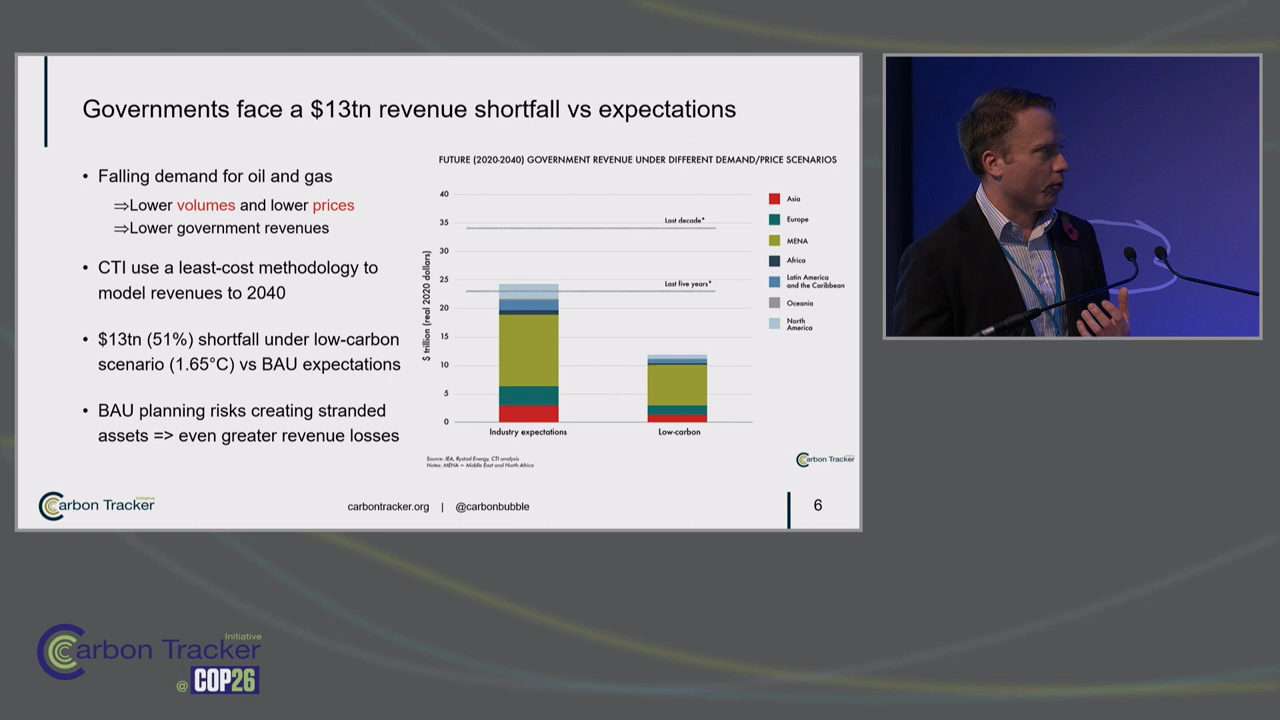 Governments face a $13tn revenue shortfall vs expectations
• Falling demand for oil and gas
⇒Lower volumes and lower prices
⇒Lower government revenues
• CTI use a least-cost methodology to
model revenues to 2040
• $13tn (51%) shortfall under low-carbon
scenario (1.65°C) vs BAU expectations
• BAU planning risks creating stranded
assets => even greater revenue losses
FUTURE (2020-2040) GOVERNMENT REVENUE UNDER DIFFERENT DEMAND/PRICE SCENARIOS
$ trillion (real 2020 dollars)
40
35
30
25
20
15
10
5
0
Last decade*
Last five years*
Industry expectations
Low-carbon
Asia
Europe
MENA
Africa
Latin America
and the Caribbean
Oceania
North
America
Source: IEA, Rystad Energy, CTI analysis
Notes: MENA = Middle East and North Africa
Carbon Tracker
Initiative
Carbon Tracker
carbontracker.org | @carbonbubble
6
Initiative
Carbon Tracker
@ COP26